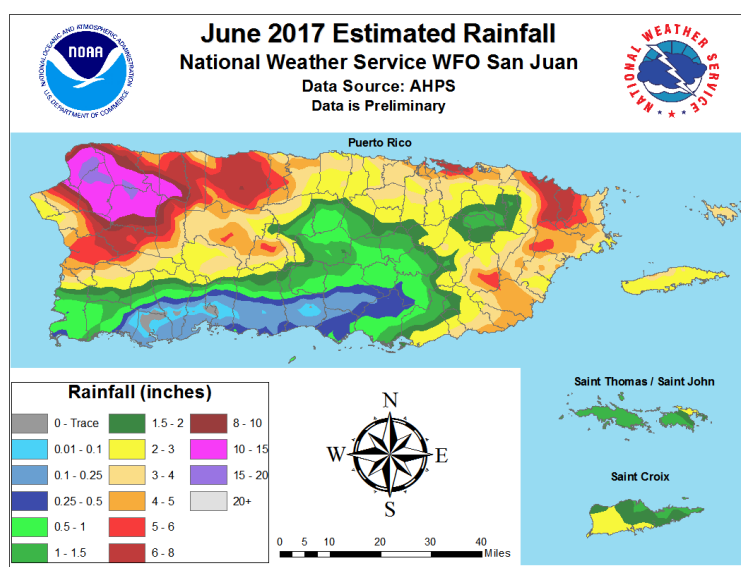 June 2017 Estimated Rainfall
National Weather Service WFO San Juan
Data Source: AHPS
Data is Preliminary
NATIONAL OCEANIC AND ATMOSPHERIC ADMINISTRATION
NOAA
U.S. DEPARTMENT OF COMMERCE
NATIONAL WEATHER SERVICE
Puerto Rico
Saint Thomas / Saint John
Saint Croix
Rainfall (inches)
0 - Trace
0.01 - 0.1
0.1 - 0.25
0.25 - 0.5
0.5 - 1
1 - 1.5
1.5 - 2
2 - 3
3 - 4
4 - 5
5 - 6
6 - 8
8 - 10
10 - 15
15 - 20
20+
N
W E
S
0 5 10 20 30 40
Miles